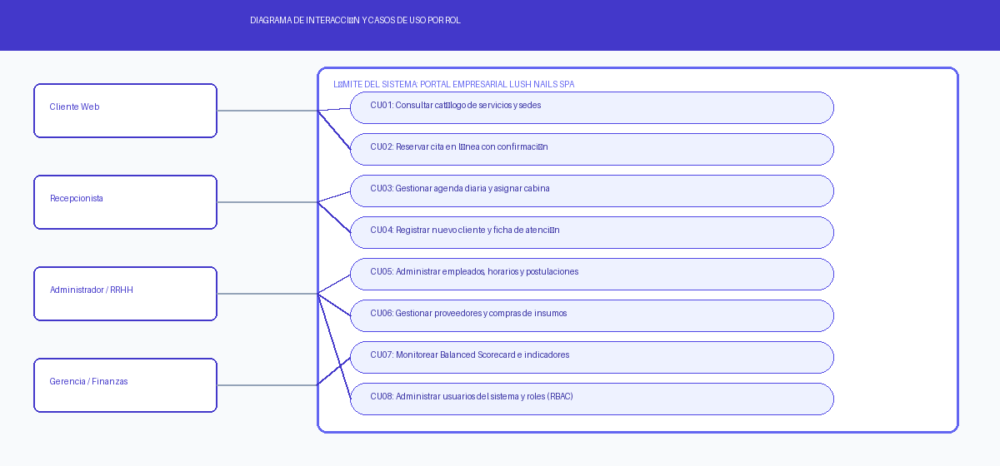 DIAGRAMA DE INTERACCI□N Y CASOS DE USO POR ROL
L□MITE DEL SISTEMA: PORTAL EMPRESARIAL LUSH NAILS SPA
Cliente Web
CU01: Consultar cat□logo de servicios y sedes
CU02: Reservar cita en l□nea con confirmaci□n
Recepcionista
CU03: Gestionar agenda diaria y asignar cabina
CU04: Registrar nuevo cliente y ficha de atenci□n
Administrador / RRHH
CU05: Administrar empleados, horarios y postulaciones
CU06: Gestionar proveedores y compras de insumos
Gerencia / Finanzas
CU07: Monitorear Balanced Scorecard e indicadores
CU08: Administrar usuarios del sistema y roles (RBAC)